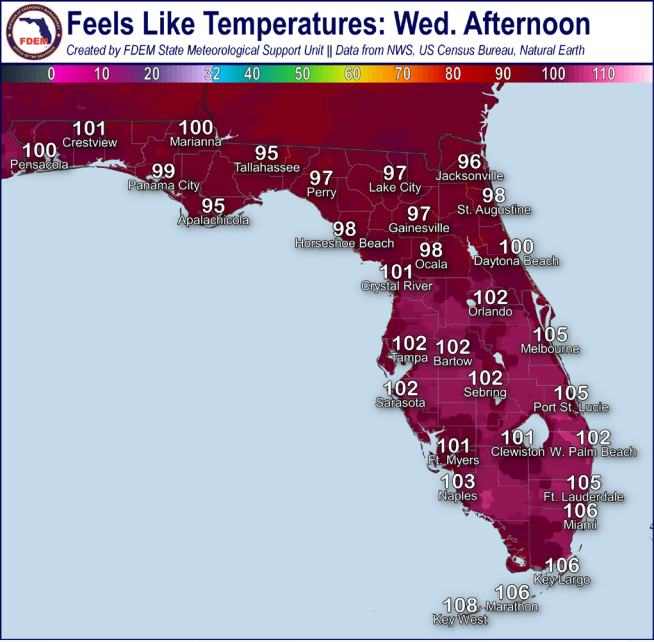 Feels Like Temperatures: Wed. Afternoon
Created by FDEM State Meteorological Support Unit || Data from NWS, US Census Bureau, Natural Earth
FDEM
0 10 20 32 40 50 60 70 80 90 100 110
101
Crestview
100
Marianna
100
Pensacola
95
Tallahassee
99
Panama City
97
Perry
97
Lake City
96
Jacksonville
95
Apalachicola
98
St. Augustine
97
Gainesville
98
Horseshoe Beach
98
Ocala
100
Daytona Beach
101
Crystal River
102
Orlando
105
Melbourne
102
Tampa
102
Bartow
102
Sebring
102
Sarasota
105
Port St. Lucie
101
Ft. Myers
101
Clewiston
102
W. Palm Beach
103
Naples
105
Ft. Lauderdale
106
Miami
106
Key Largo
106
Marathon
108
Key West